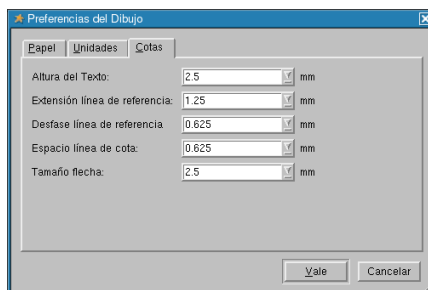 Preferencias del Dibujo
Papel Unidades Cotas
Altura del Texto: 2.5 mm
Extensión línea de referencia: 1.25 mm
Desfase línea de referencia 0.625 mm
Espacio línea de cota: 0.625 mm
Tamaño flecha: 2.5 mm
Vale Cancelar